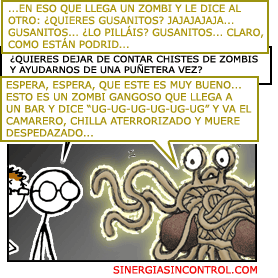 ...EN ESO QUE LLEGA UN ZOMBI Y LE DICE AL
OTRO: ¿QUIERES GUSANITOS? JAJAJAJAJA...
GUSANITOS... ¿LO PILLÁIS? GUSANITOS... CLARO,
COMO ESTÁN PODRID...
¿QUIERES DEJAR DE CONTAR CHISTES DE ZOMBIS
Y AYUDARNOS DE UNA PUÑETERA VEZ?
ESPERA, ESPERA, QUE ESTE ES MUY BUENO...
ESTO ES UN ZOMBI GANGOSO QUE LLEGA A
UN BAR Y DICE "UG-UG-UG-UG-UG-UG" Y VA EL
CAMARERO, CHILLA ATERRORIZADO Y MUERE
DESPEDAZADO...
SINERGIASINCONTROL.COM